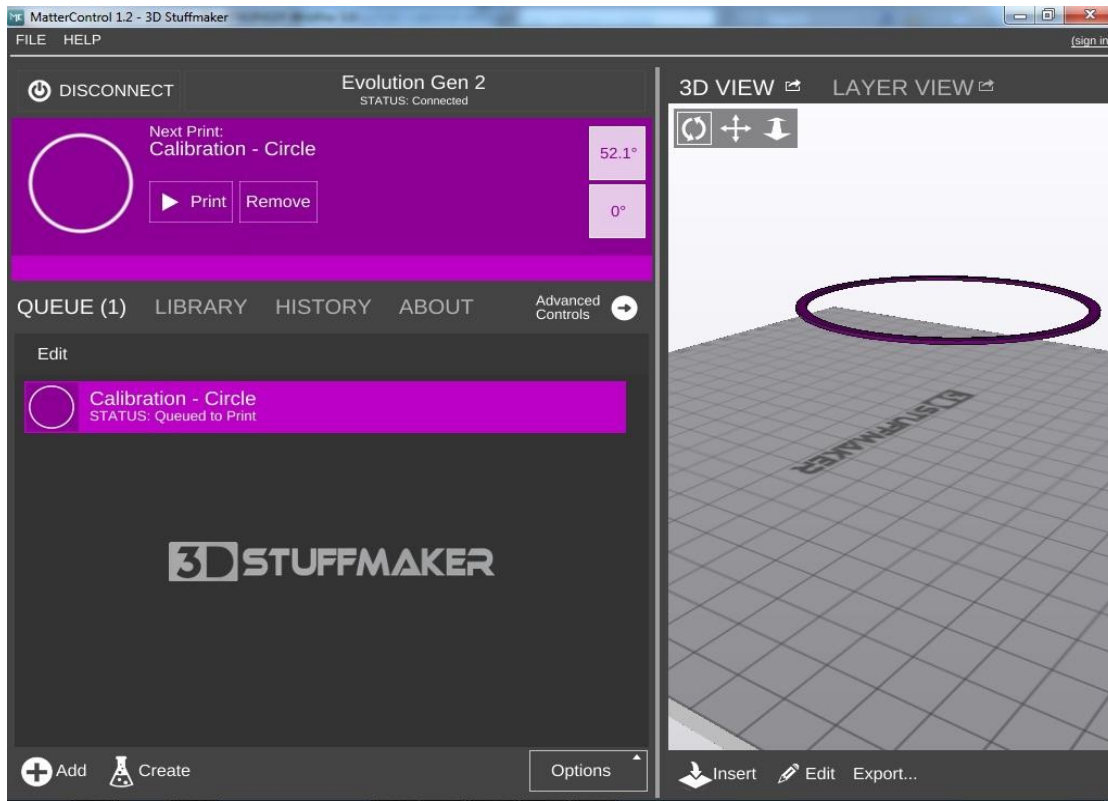 MatterControl 1.2 - 3D Stuffmaker
FILE HELP
(sign in
DISCONNECT
Evolution Gen 2
STATUS: Connected
Next Print:
Calibration - Circle
Print Remove
52.1°
0°
QUEUE (1) LIBRARY HISTORY ABOUT
Advanced
Controls
Edit
Calibration - Circle
STATUS: Queued to Print
3D STUFFMAKER
Add Create
Options
3D VIEW LAYER VIEW
3D STUFFMAKER
Insert Edit Export...